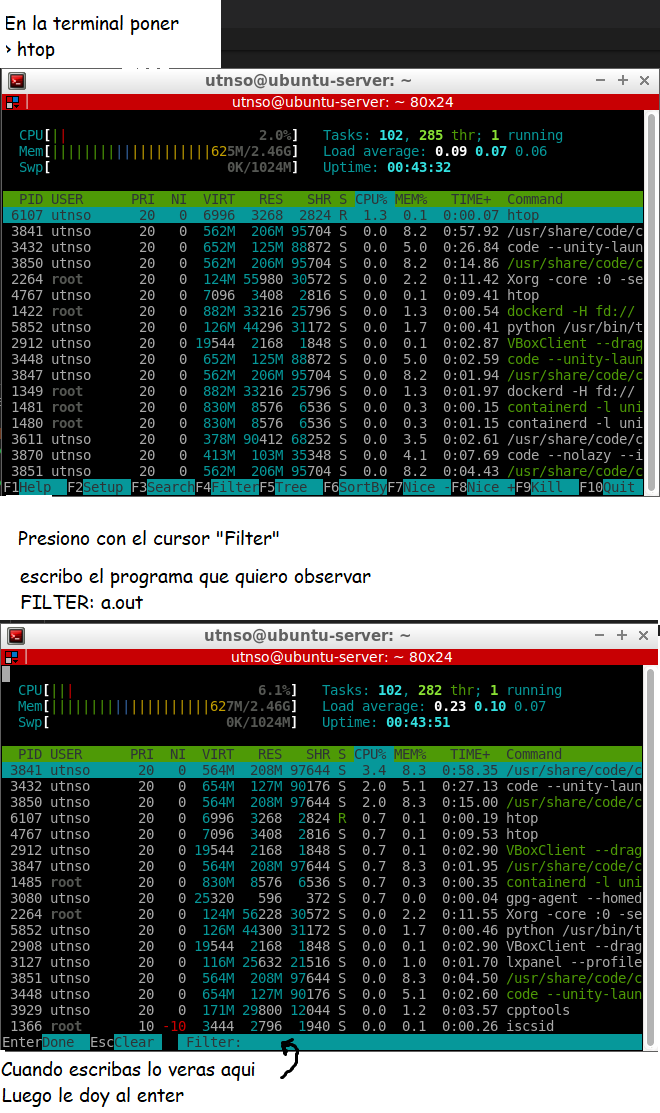 En la terminal poner
> htop
utnso@ubuntu-server: ~
utnso@ubuntu-server: ~ 80x24
CPU[|| 2.0%] Tasks: 102, 285 thr; 1 running
Mem[||||||||||||||||||||625M/2.46G] Load average: 0.09 0.07 0.06
Swp[ 0K/1024M] Uptime: 00:43:32
PID USER PRI NI VIRT RES SHR S CPU% MEM% TIME+ Command
6107 utnso 20 0 6996 3268 2824 R 1.3 0.1 0:00.07 htop
3841 utnso 20 0 562M 206M 95704 S 0.0 8.2 0:57.92 /usr/share/code/c
3432 utnso 20 0 652M 125M 88872 S 0.0 5.0 0:26.84 code --unity-laun
3850 utnso 20 0 562M 206M 95704 S 0.0 8.2 0:14.86 /usr/share/code/c
2264 root 20 0 124M 55980 30572 S 0.0 2.2 0:11.42 Xorg -core :0 -se
4767 utnso 20 0 7096 3408 2816 S 0.0 0.1 0:09.41 htop
1422 root 20 0 882M 33216 25796 S 0.0 1.3 0:00.54 dockerd -H fd://
5852 utnso 20 0 126M 44296 31172 S 0.0 1.7 0:00.41 python /usr/bin/t
2912 utnso 20 0 19544 2168 1848 S 0.0 0.1 0:02.87 VBoxClient --drag
3448 utnso 20 0 652M 125M 88872 S 0.0 5.0 0:02.59 code --unity-laun
3847 utnso 20 0 562M 206M 95704 S 0.0 8.2 0:01.94 /usr/share/code/c
1349 root 20 0 882M 33216 25796 S 0.0 1.3 0:01.97 dockerd -H fd://
1481 root 20 0 830M 8576 6536 S 0.0 0.3 0:00.15 containerd -l uni
1480 root 20 0 830M 8576 6536 S 0.0 0.3 0:01.15 containerd -l uni
3611 utnso 20 0 378M 90412 68252 S 0.0 3.5 0:02.61 /usr/share/code/c
3870 utnso 20 0 413M 103M 35348 S 0.0 4.1 0:07.69 code --nolazy --i
3851 utnso 20 0 562M 206M 95704 S 0.0 8.2 0:04.43 /usr/share/code/c
F1Help F2Setup F3SearchF4FilterF5Tree F6SortByF7Nice -F8Nice +F9Kill F10Quit
Presiono con el cursor "Filter"
escribo el programa que quiero observar
FILTER: a.out
utnso@ubuntu-server: ~
utnso@ubuntu-server: ~ 80x24
CPU[||| 6.1%] Tasks: 102, 282 thr; 1 running
Mem[||||||||||||||||||||627M/2.46G] Load average: 0.23 0.10 0.07
Swp[ 0K/1024M] Uptime: 00:43:51
PID USER PRI NI VIRT RES SHR S CPU% MEM% TIME+ Command
3841 utnso 20 0 564M 208M 97644 S 3.4 8.3 0:58.35 /usr/share/code/c
3432 utnso 20 0 654M 127M 90176 S 2.0 5.1 0:27.13 code --unity-laun
3850 utnso 20 0 564M 208M 97644 S 2.0 8.3 0:15.00 /usr/share/code/c
6107 utnso 20 0 6996 3268 2824 R 0.7 0.1 0:00.19 htop
4767 utnso 20 0 7096 3408 2816 S 0.7 0.1 0:09.53 htop
2912 utnso 20 0 19544 2168 1848 S 0.7 0.1 0:02.90 VBoxClient --drag
3847 utnso 20 0 564M 208M 97644 S 0.7 8.3 0:01.95 /usr/share/code/c
1485 root 20 0 830M 8576 6536 S 0.7 0.3 0:00.35 containerd -l uni
3080 utnso 20 0 25320 596 372 S 0.7 0.0 0:00.04 gpg-agent --homed
2264 root 20 0 124M 56228 30572 S 0.0 2.2 0:11.55 Xorg -core :0 -se
5852 utnso 20 0 126M 44300 31172 S 0.0 1.7 0:00.46 python /usr/bin/t
2908 utnso 20 0 19544 2168 1848 S 0.0 0.1 0:02.90 VBoxClient --drag
3127 utnso 20 0 116M 25632 21516 S 0.0 1.0 0:01.70 lxpanel --profile
3851 utnso 20 0 564M 208M 97644 S 0.0 8.3 0:04.50 /usr/share/code/c
3448 utnso 20 0 654M 127M 90176 S 0.0 5.1 0:02.60 code --unity-laun
3929 utnso 20 0 171M 29800 12044 S 0.0 1.2 0:03.57 cpptools
1366 root 10 -10 3444 2796 1940 S 0.0 0.1 0:00.26 iscsid
EnterDone EscClear Filter:
Cuando escribas lo veras aqui
Luego le doy al enter